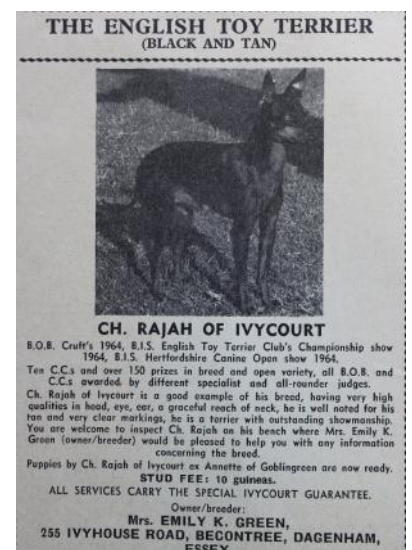 THE ENGLISH TOY TERRIER
(BLACK AND TAN)
CH. RAJAH OF IVYCOURT
B.O.B. Cruft's 1964, B.I.S. English Toy Terrier Club's Championship show
1964, B.I.S. Hertfordshire Canine Open show 1964.
Ten C.C.s and over 150 prizes in breed and open variety, all B.O.B. and
C.C.s awarded by different specialist and all-rounder judges.
Ch. Rajah of Ivycourt is a good example of his breed, having very high
qualities in head, eye, ear, a graceful reach of neck, he is well noted for his
tan and very clear markings, he is a terrier with outstanding showmanship.
You are welcome to inspect Ch. Rajah on his bench where Mrs. Emily K.
Green (owner/breeder) would be pleased to help you with any information
concerning the breed.
Puppies by Ch. Rajah of Ivycourt ex Annette of Goblingreen are now ready.
STUD FEE: 10 guineas.
ALL SERVICES CARRY THE SPECIAL IVYCOURT GUARANTEE.
Owner/breeder:
Mrs. EMILY K. GREEN,
255 IVYHOUSE ROAD, BECONTREE, DAGENHAM,
ESSEX